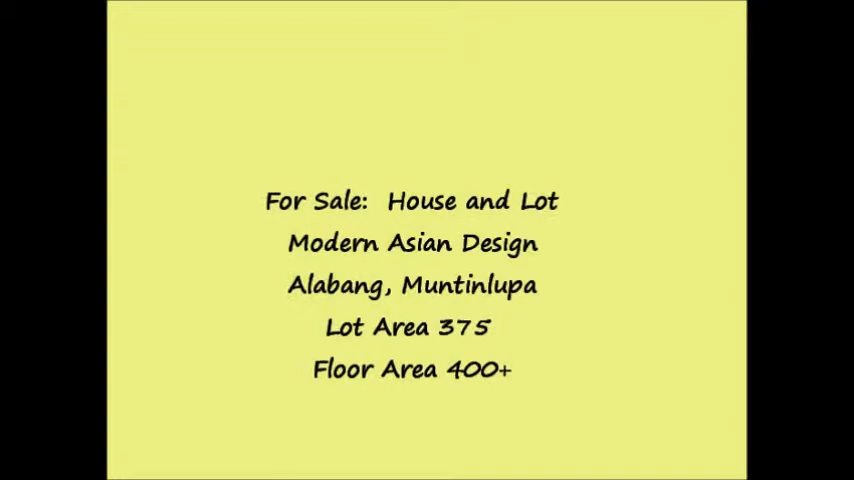 For Sale:  House and Lot
Modern Asian Design
Alabang, Muntinlupa
Lot Area 375
Floor Area 400+